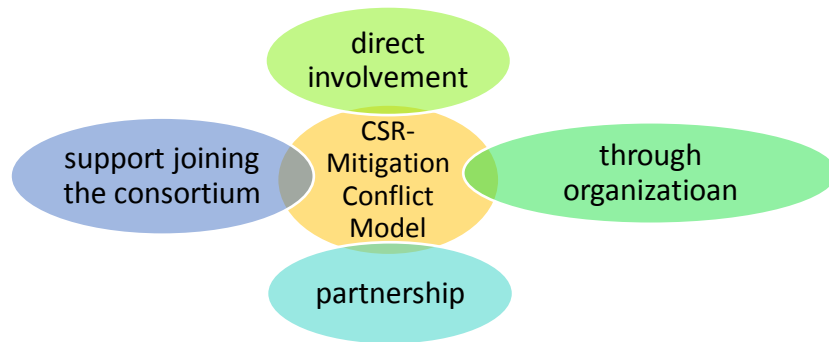 direct
involvement
support joining
the consortium
CSR-
Mitigation
Conflict
Model
through
organizatioan
partnership